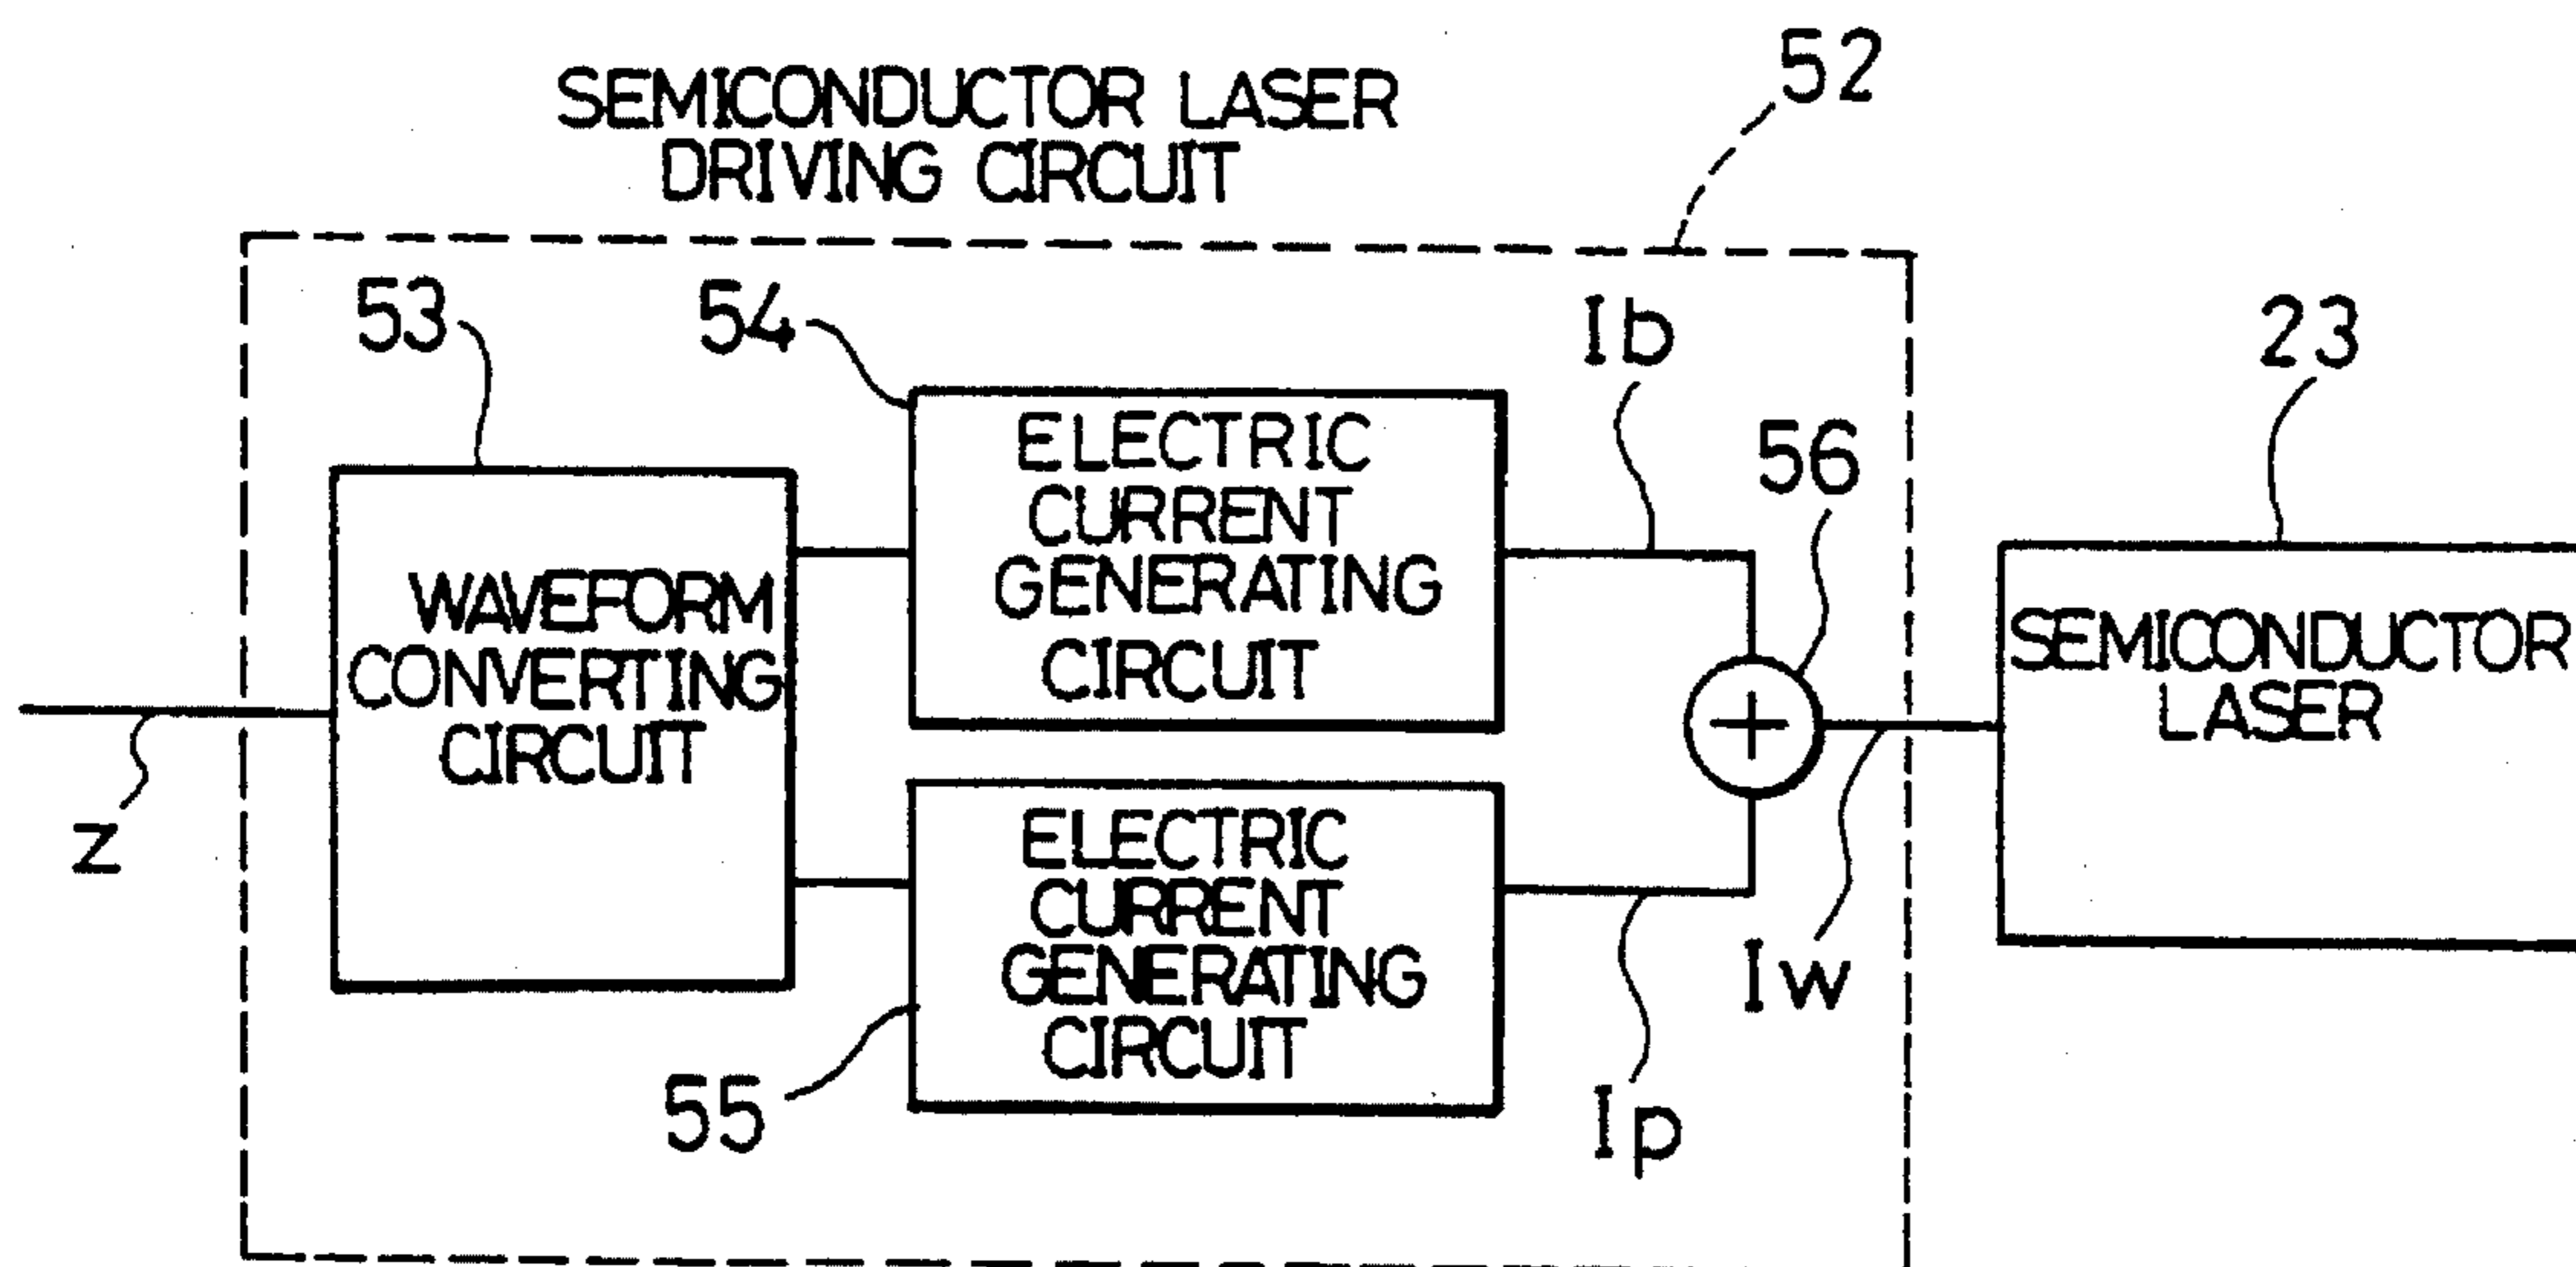 52
SEMICONDUCTOR LASER
DRIVING CIRCUIT
53
54
Ib
23
56
ELECTRIC
CURRENT
GENERATING
CIRCUIT
WAVEFORM
CONVERTING
CIRCUIT
SEMICONDUCTOR
LASER
z
ELECTRIC
CURRENT
GENERATING
CIRCUIT
Iw
55
Ip
+